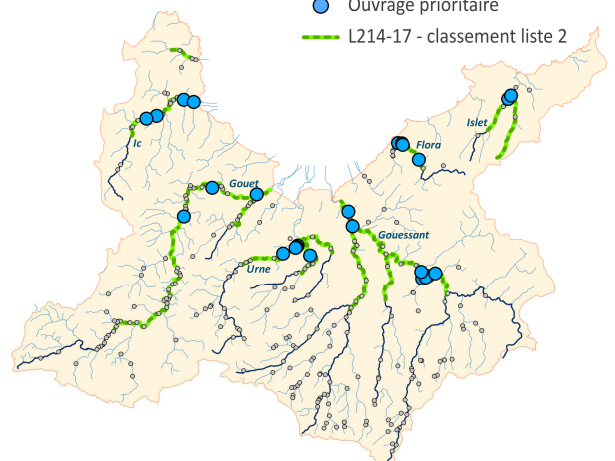 Ouvrage prioritaire
L214-17 - classement liste 2
Islet
Ic
Flora
Gouet
Gouessant
Urne